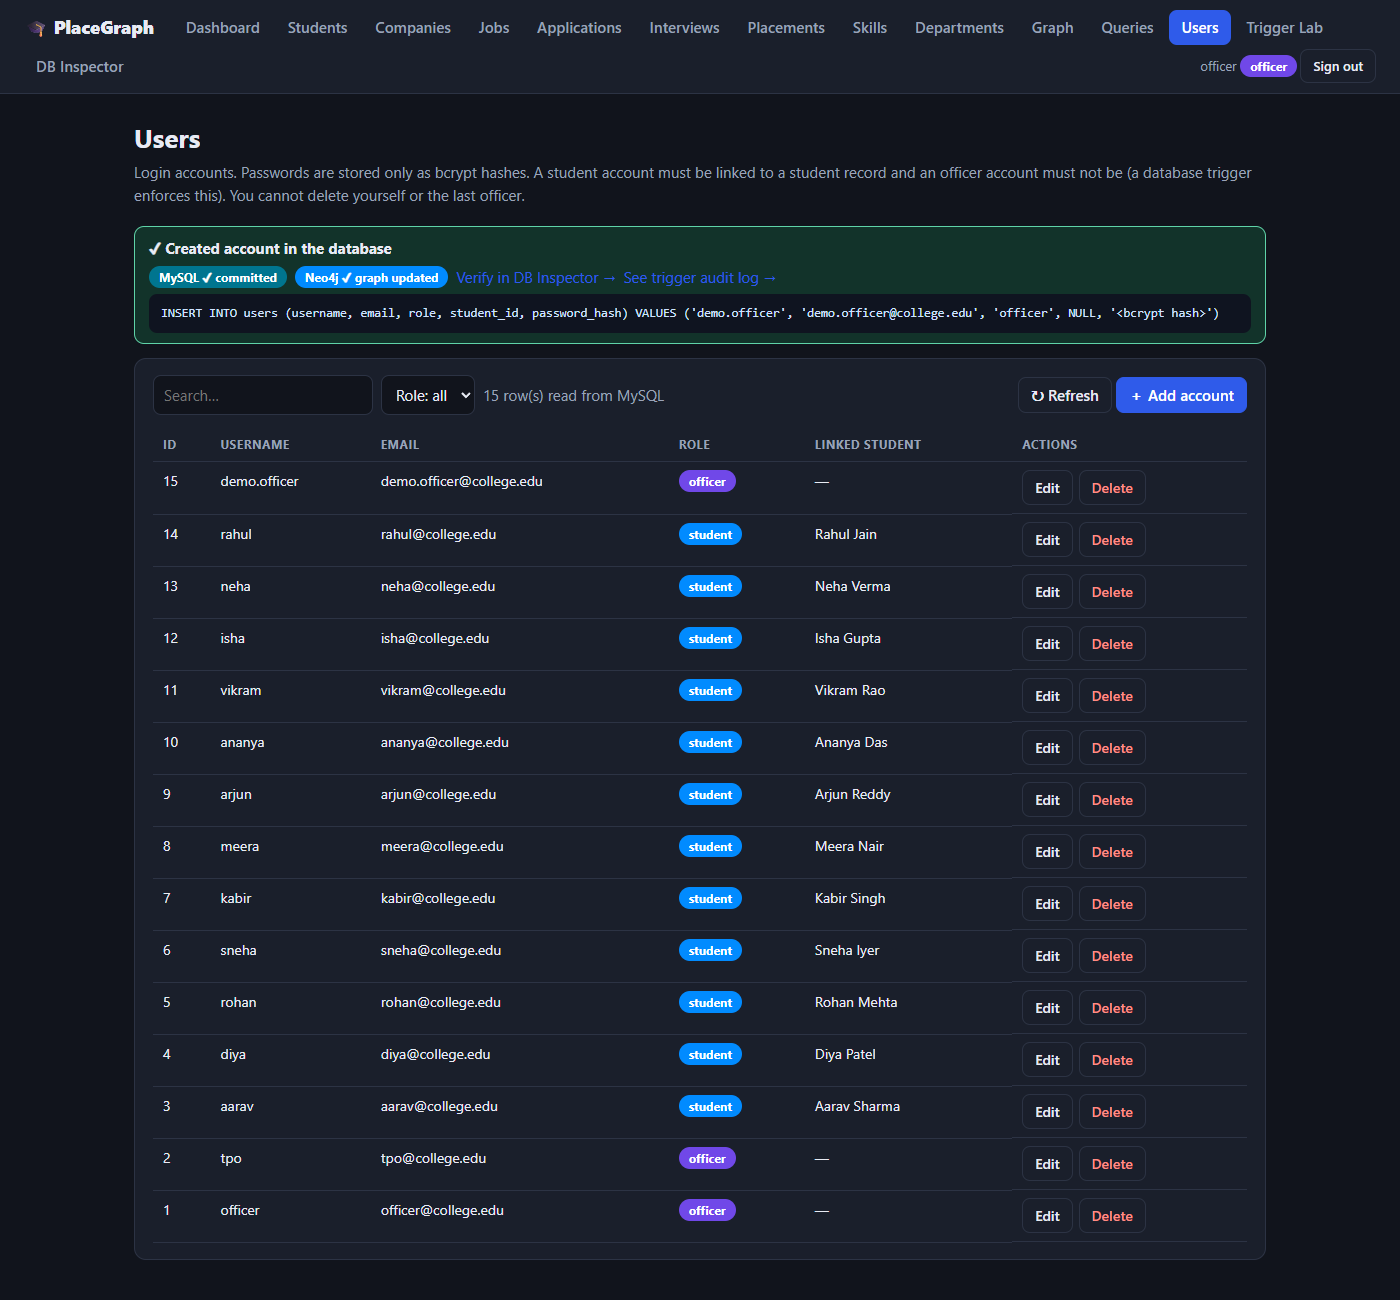 PlaceGraph Dashboard Students Companies Jobs Applications Interviews Placements Skills Departments Graph Queries Users Trigger Lab
DB Inspector officer officer Sign out
Users
Login accounts. Passwords are stored only as bcrypt hashes. A student account must be linked to a student record and an officer account must not be (a database trigger
enforces this). You cannot delete yourself or the last officer.
✔ Created account in the database
MySQL ✔ committed Neo4j ✔ graph updated Verify in DB Inspector → See trigger audit log →
INSERT INTO users (username, email, role, student_id, password_hash) VALUES ('demo.officer', 'demo.officer@college.edu', 'officer', NULL, '<bcrypt hash>')
Search... Role: all 15 row(s) read from MySQL ↻ Refresh + Add account
ID USERNAME EMAIL ROLE LINKED STUDENT ACTIONS
15 demo.officer demo.officer@college.edu officer — Edit Delete
14 rahul rahul@college.edu student Rahul Jain Edit Delete
13 neha neha@college.edu student Neha Verma Edit Delete
12 isha isha@college.edu student Isha Gupta Edit Delete
11 vikram vikram@college.edu student Vikram Rao Edit Delete
10 ananya ananya@college.edu student Ananya Das Edit Delete
9 arjun arjun@college.edu student Arjun Reddy Edit Delete
8 meera meera@college.edu student Meera Nair Edit Delete
7 kabir kabir@college.edu student Kabir Singh Edit Delete
6 sneha sneha@college.edu student Sneha Iyer Edit Delete
5 rohan rohan@college.edu student Rohan Mehta Edit Delete
4 diya diya@college.edu student Diya Patel Edit Delete
3 aarav aarav@college.edu student Aarav Sharma Edit Delete
2 tpo tpo@college.edu officer — Edit Delete
1 officer officer@college.edu officer — Edit Delete